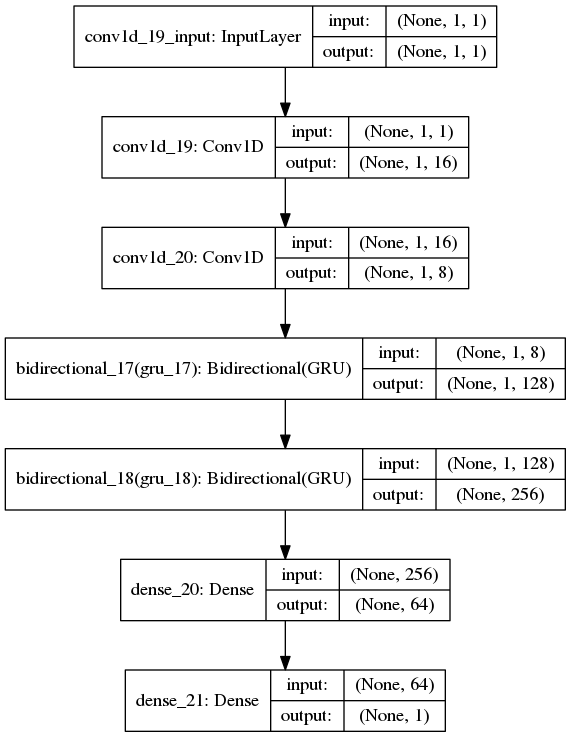 conv1d_19_input: InputLayer
input: (None, 1, 1)
output: (None, 1, 1)
conv1d_19: Conv1D
input: (None, 1, 1)
output: (None, 1, 16)
conv1d_20: Conv1D
input: (None, 1, 16)
output: (None, 1, 8)
bidirectional_17(gru_17): Bidirectional(GRU)
input: (None, 1, 8)
output: (None, 1, 128)
bidirectional_18(gru_18): Bidirectional(GRU)
input: (None, 1, 128)
output: (None, 256)
dense_20: Dense
input: (None, 256)
output: (None, 64)
dense_21: Dense
input: (None, 64)
output: (None, 1)